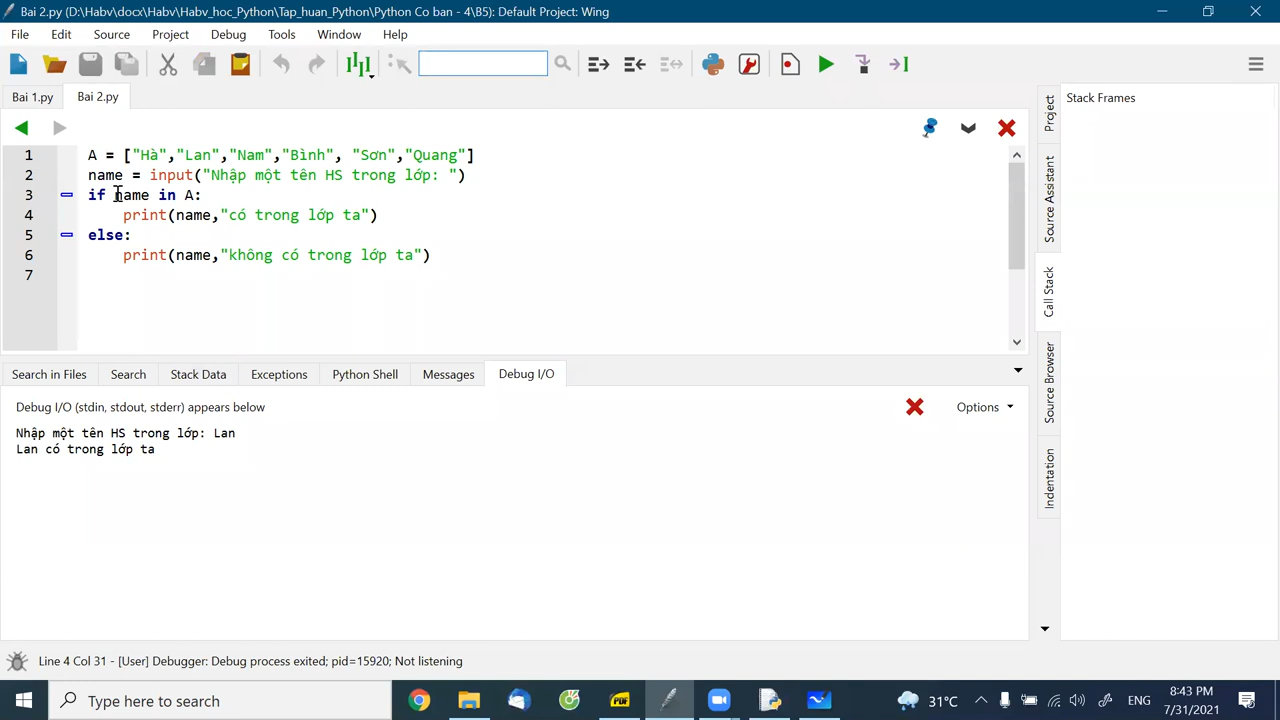 Bai 2.py (D:\Habv\docx\Habv\Habv_hoc_Python\Tap_huan_Python\Python Co ban - 4\B5): Default Project: Wing
File Edit Source Project Debug Tools Window Help
Bai 1.py Bai 2.py
1 A = ["Hà","Lan","Nam","Bình", "Sơn","Quang"]
2 name = input("Nhập một tên HS trong lớp: ")
3 if name in A:
4 print(name,"có trong lớp ta")
5 else:
6 print(name,"không có trong lớp ta")
7
Search in Files Search Stack Data Exceptions Python Shell Messages Debug I/O
Debug I/O (stdin, stdout, stderr) appears below
Options
Nhập một tên HS trong lớp: Lan
Lan có trong lớp ta
Project
Source Assistant
Call Stack
Source Browser
Indentation
Stack Frames
Line 4 Col 31 - [User] Debugger: Debug process exited; pid=15920; Not listening
Type here to search
PDF
31°C
ENG
8:43 PM
7/31/2021